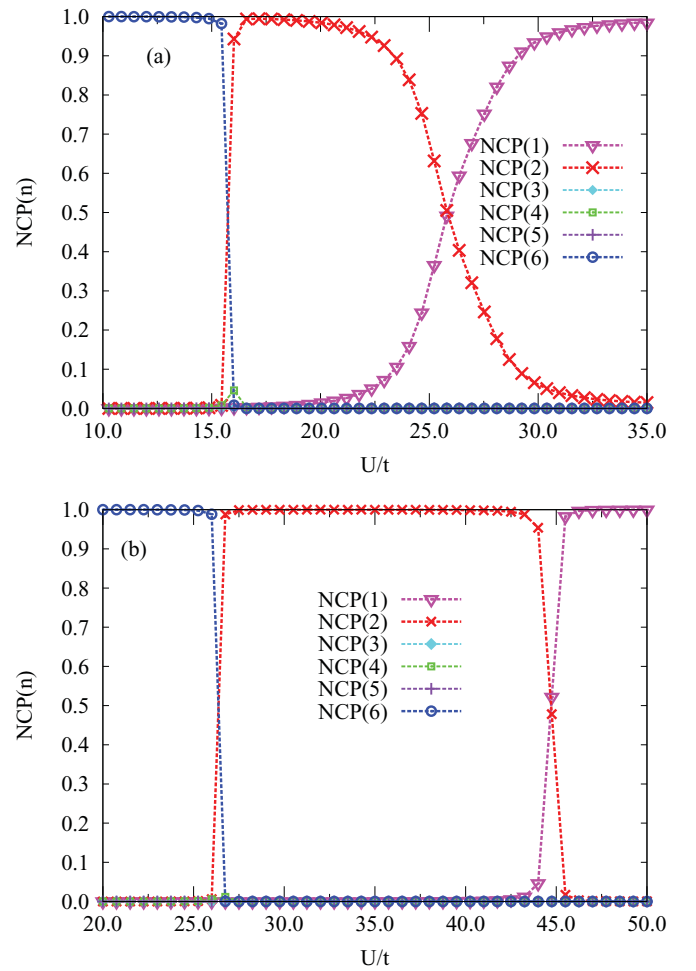 1.0
0.9
0.8
0.7
0.6
0.5
0.4
0.3
0.2
0.1
0.0
NCP(n)
(a)
NCP(1)
NCP(2)
NCP(3)
NCP(4)
NCP(5)
NCP(6)
10.0 15.0 20.0 25.0 30.0 35.0
U/t
1.0
0.9
0.8
0.7
0.6
0.5
0.4
0.3
0.2
0.1
0.0
NCP(n)
(b)
NCP(1)
NCP(2)
NCP(3)
NCP(4)
NCP(5)
NCP(6)
20.0 25.0 30.0 35.0 40.0 45.0 50.0
U/t